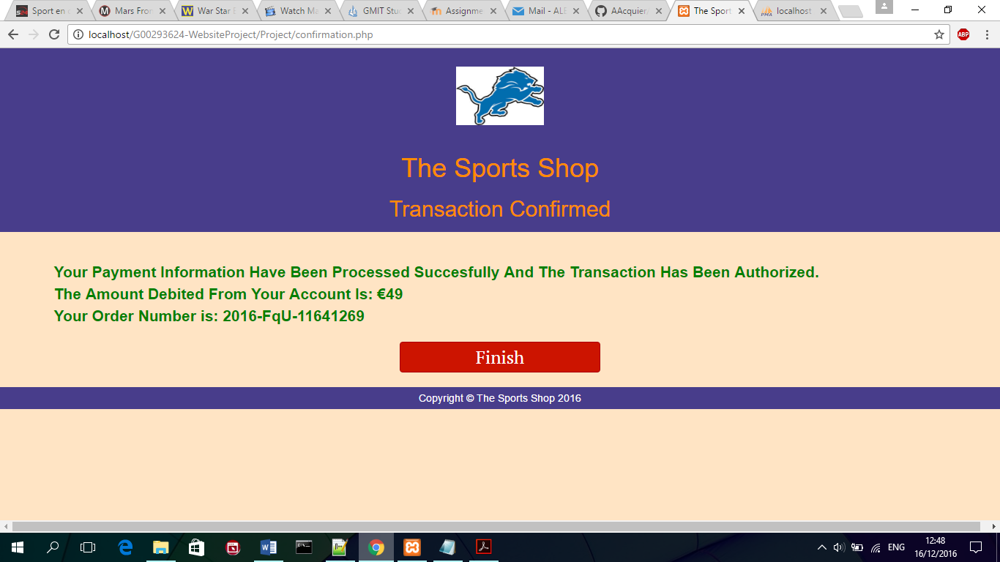 Sport en d
Mars Fron
War Star E
Watch Ma
GMIT Stud
Assignme
Mail - ALE
AAcquier/
The Sport
localhost
localhost/G00293624-WebsiteProject/Project/confirmation.php
ABP
The Sports Shop
Transaction Confirmed
Your Payment Information Have Been Processed Succesfully And The Transaction Has Been Authorized.
The Amount Debited From Your Account Is: €49
Your Order Number is: 2016-FqU-11641269
Finish
Copyright © The Sports Shop 2016
ENG
12:48
16/12/2016